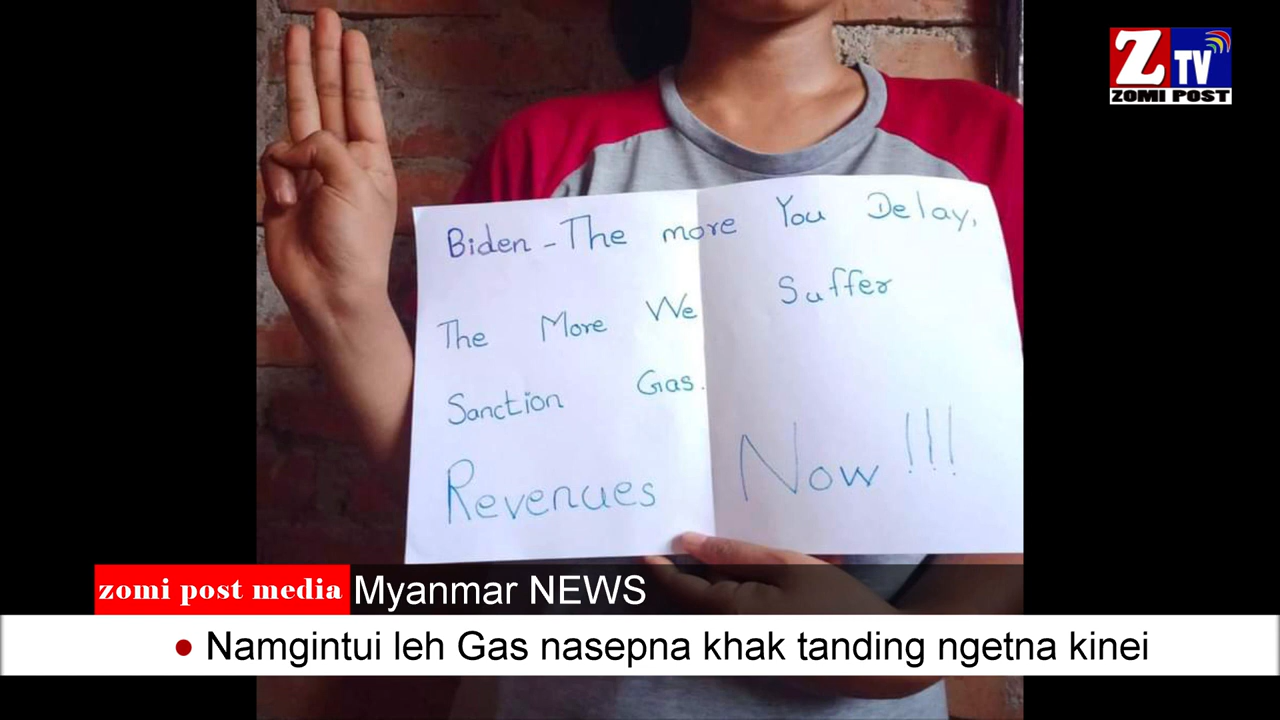 Z TV
ZOMI POST
Biden - The more You Delay,
The More We Suffer
Sanction Gas.
Revenues Now !!!
zomi post media Myanmar NEWS
• Namgintui leh Gas nasepna khak tanding ngetna kinei